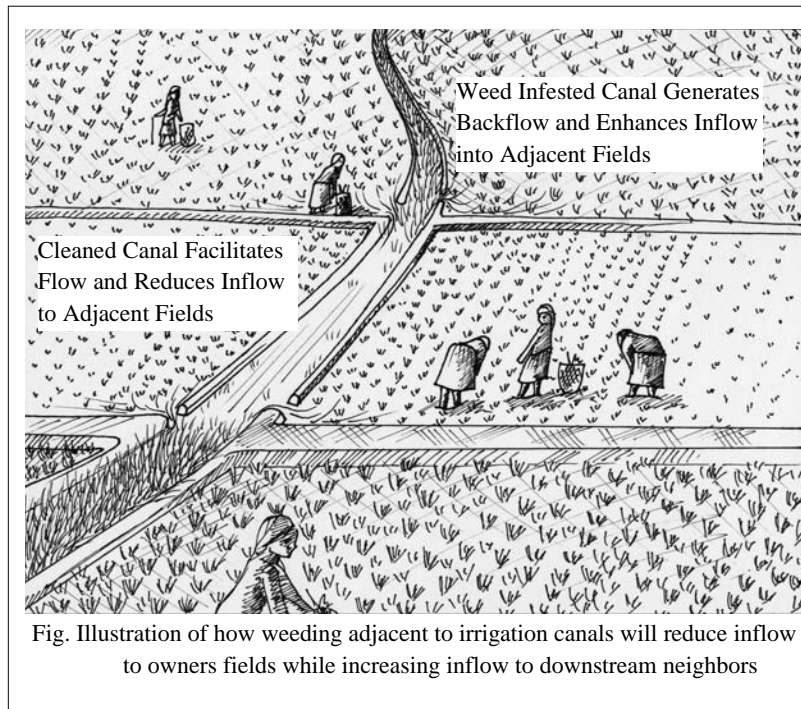 Weed Infested Canal Generates
Backflow and Enhances Inflow
into Adjacent Fields
Cleaned Canal Facilitates
Flow and Reduces Inflow
to Adjacent Fields
Fig. Illustration of how weeding adjacent to irrigation canals will reduce inflow
to owners fields while increasing inflow to downstream neighbors